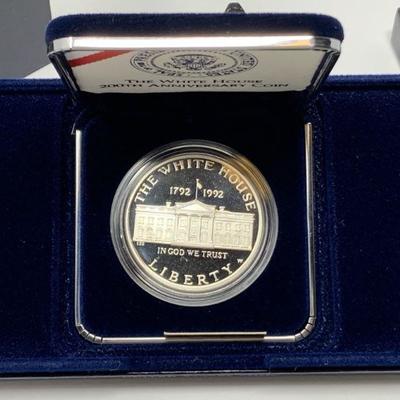 THE WHITE HOUSE
200TH ANNIVERSARY COIN
THE WHITE HOUSE
1792 1992
IN GOD WE TRUST
W
LIBERTY